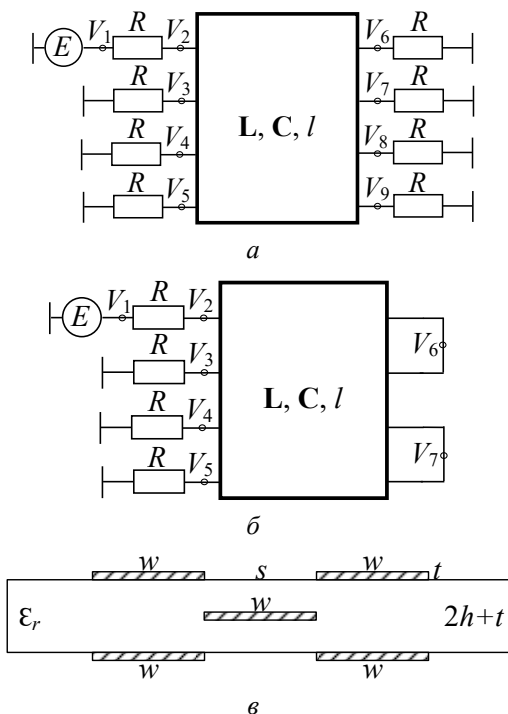 E V₁ R V₂ V₆ R
R V₃ V₇ R
L, C, l
R V₄ V₈ R
R V₅ V₉ R
а
E V₁ R V₂
R V₃ V₆
L, C, l
R V₄
R V₅ V₇
б
w s w t
εᵣ w 2h+t
w w
в